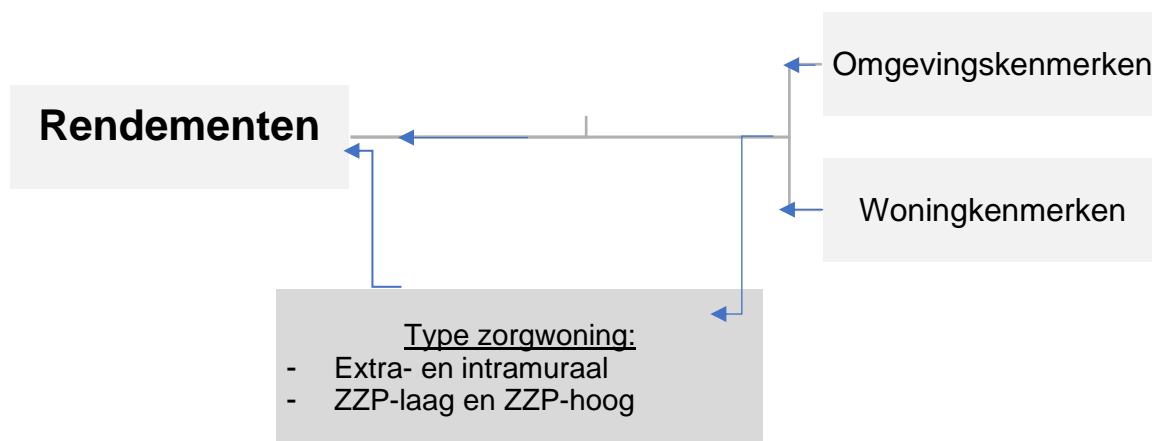 Omgevingskenmerken
Rendementen
Woningkenmerken
Type zorgwoning:
- Extra- en intramuraal
- ZZP-laag en ZZP-hoog